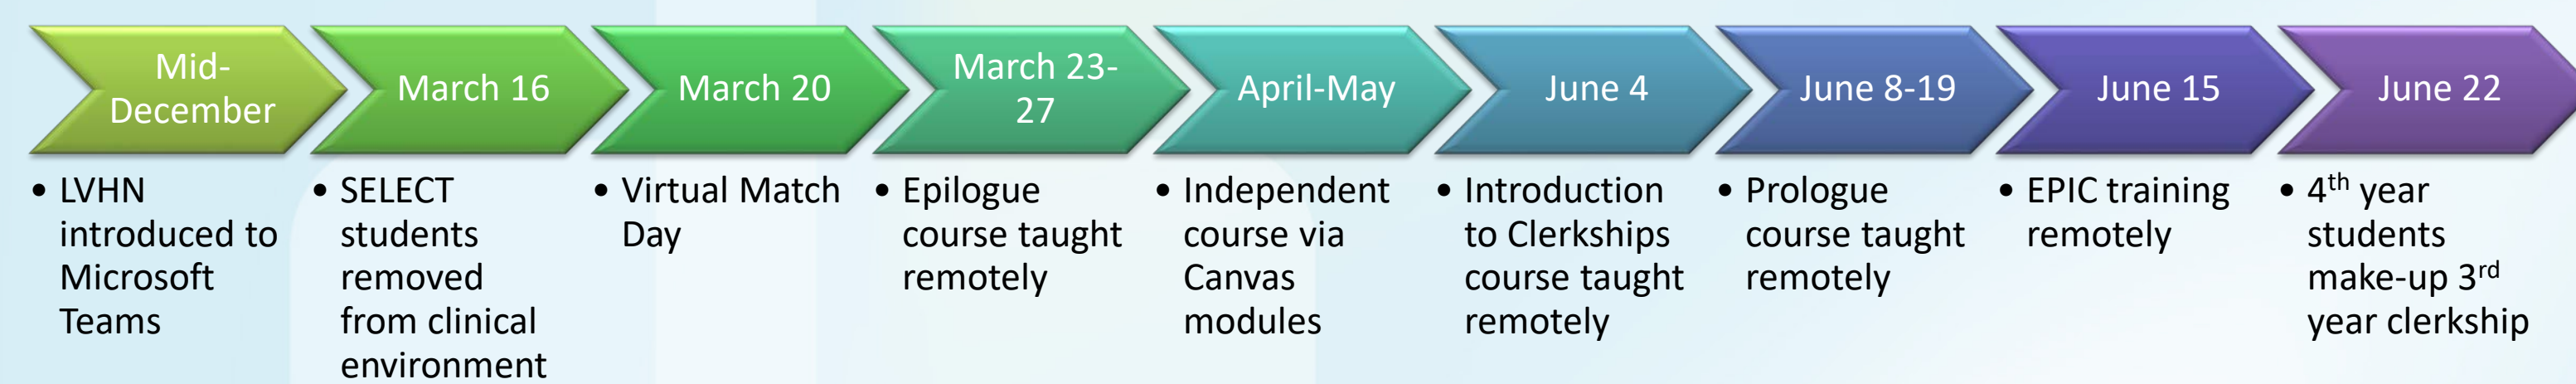 Mid-
December
• LVHN
introduced to
Microsoft
Teams
March 16
• SELECT
students
removed
from clinical
environment
March 20
• Virtual Match
Day
March 23-
27
• Epilogue
course taught
remotely
April-May
• Independent
course via
Canvas
modules
June 4
• Introduction
to Clerkships
course taught
remotely
June 8-19
• Prologue
course taught
remotely
June 15
• EPIC training
remotely
June 22
• 4th year
students
make-up 3rd
year clerkship